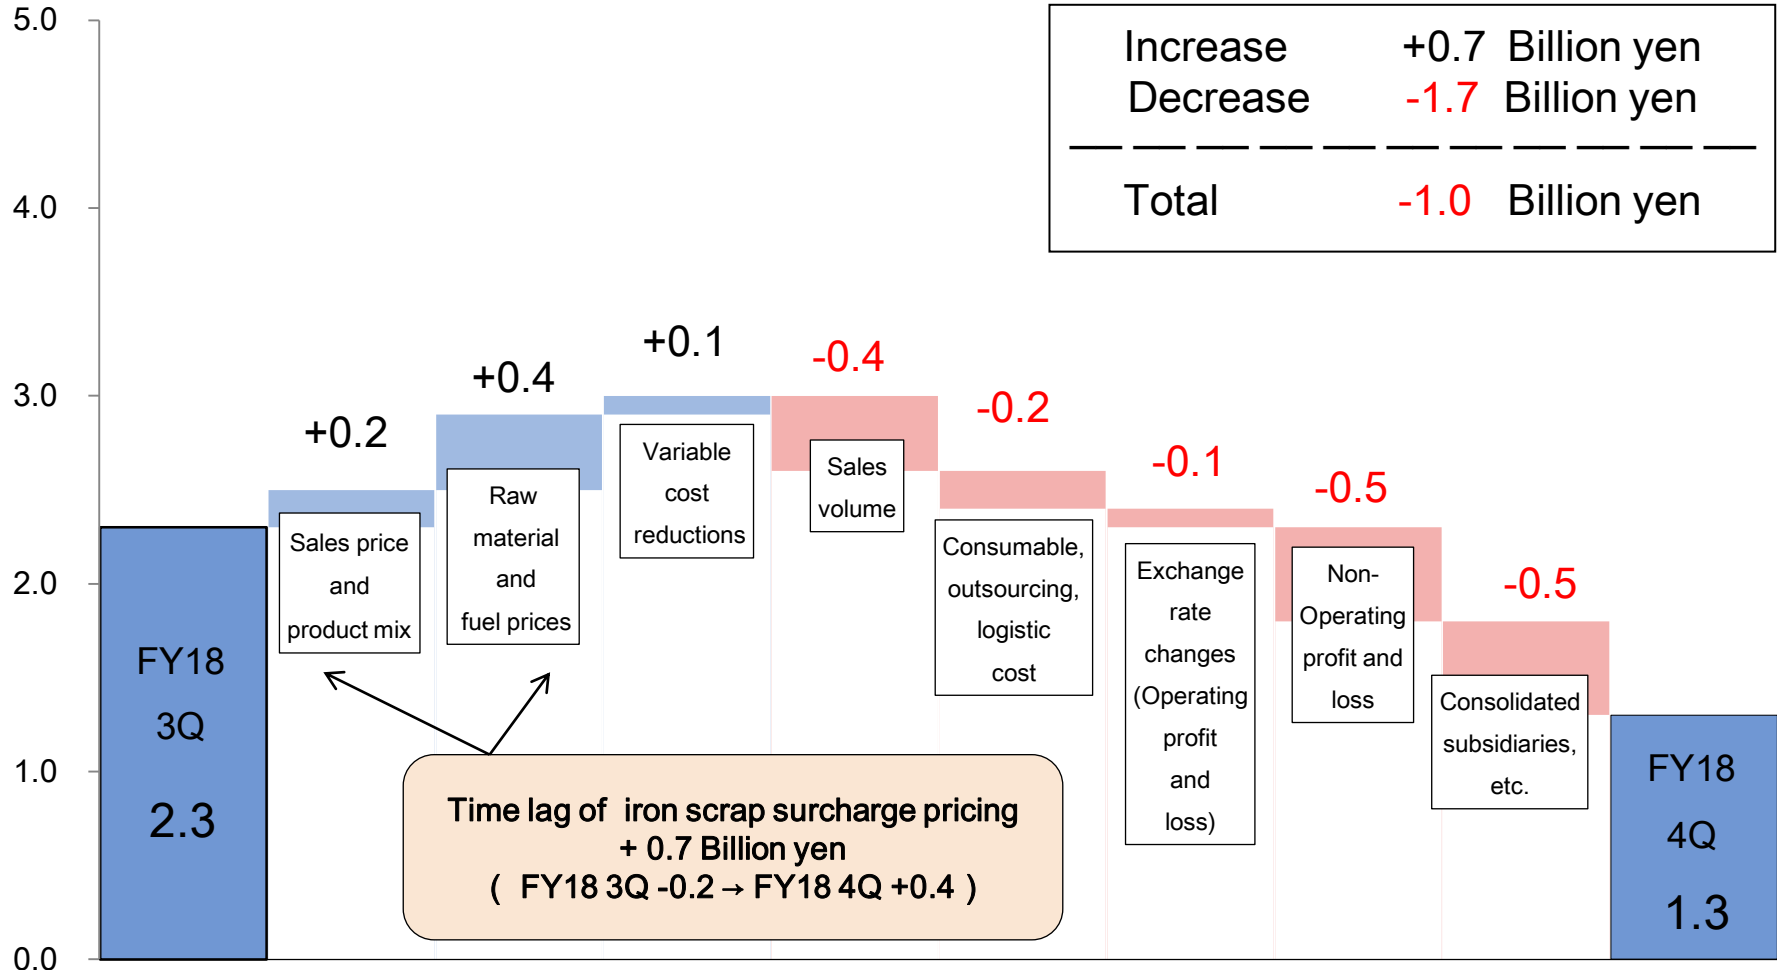 5.0
4.0
3.0
2.0
1.0
0.0
Increase +0.7 Billion yen
Decrease -1.7 Billion yen
Total -1.0 Billion yen
FY18
3Q
2.3
+0.2
Sales price
and
product mix
+0.4
Raw
material
and
fuel prices
+0.1
Variable
cost
reductions
-0.4
Sales
volume
-0.2
Consumable,
outsourcing,
logistic
cost
-0.1
Exchange
rate
changes
(Operating
profit
and
loss)
-0.5
Non-
Operating
profit and
loss
-0.5
Consolidated
subsidiaries,
etc.
FY18
4Q
1.3
Time lag of iron scrap surcharge pricing
+ 0.7 Billion yen
( FY18 3Q -0.2 → FY18 4Q +0.4 )